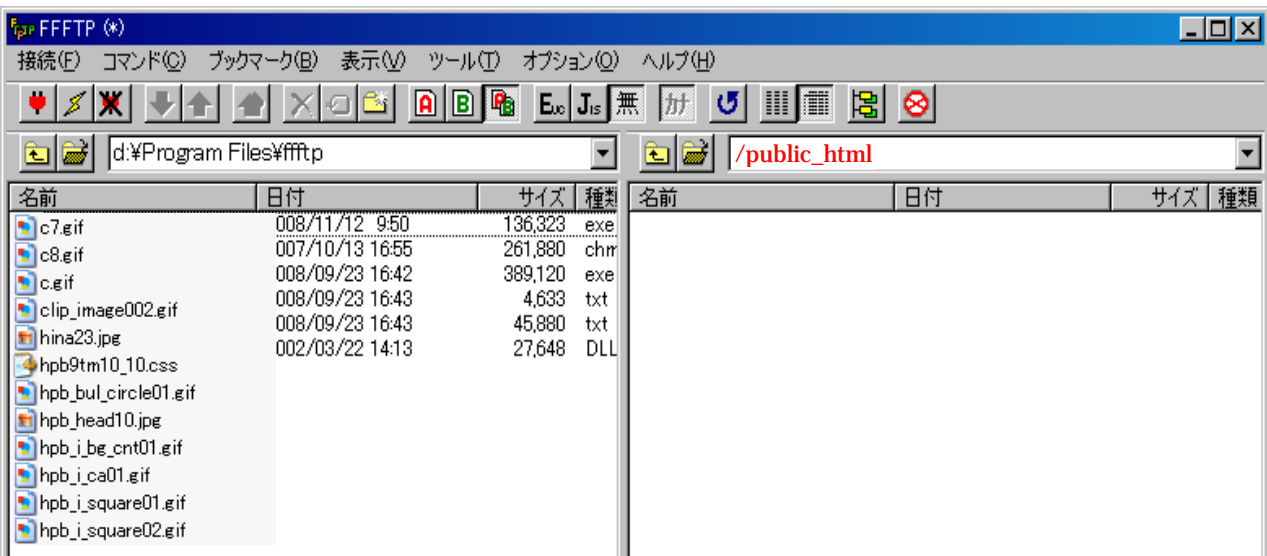 FFFTP (*)
接続(F) コマンド(C) ブックマーク(B) 表示(V) ツール(T) オプション(O) ヘルプ(H)
A B B Euc Jis 無 カナ
d:¥Program Files¥ffftp
/public_html
名前 日付 サイズ 種類
名前 日付 サイズ 種類
c7.gif 008/11/12 9:50 136,323 exe
c8.gif 007/10/13 16:55 261,880 chm
c.gif 008/09/23 16:42 389,120 exe
clip_image002.gif 008/09/23 16:43 4,633 txt
hina23.jpg 008/09/23 16:43 45,880 txt
hpb9tm10_10.css 002/03/22 14:13 27,648 DLL
hpb_bul_circle01.gif
hpb_head10.jpg
hpb_i_bg_cnt01.gif
hpb_i_ca01.gif
hpb_i_square01.gif
hpb_i_square02.gif